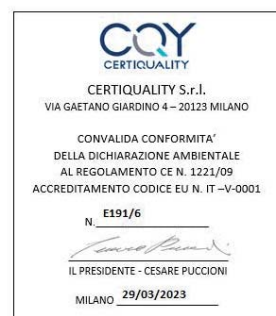 CQY
CERTIQUALITY
CERTIQUALITY S.r.l.
VIA GAETANO GIARDINO 4 – 20123 MILANO
CONVALIDA CONFORMITA'
DELLA DICHIARAZIONE AMBIENTALE
AL REGOLAMENTO CE N. 1221/09
ACCREDITAMENTO CODICE EU N. IT –V-0001
N. E191/6
IL PRESIDENTE - CESARE PUCCIONI
MILANO 29/03/2023